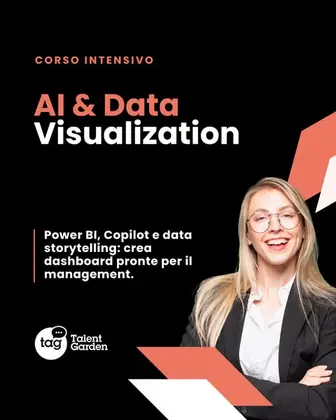 CORSO INTENSIVO
AI & Data
Visualization
Power BI, Copilot e data
storytelling: crea
dashboard pronte per il
management.
tag
Talent
Garden